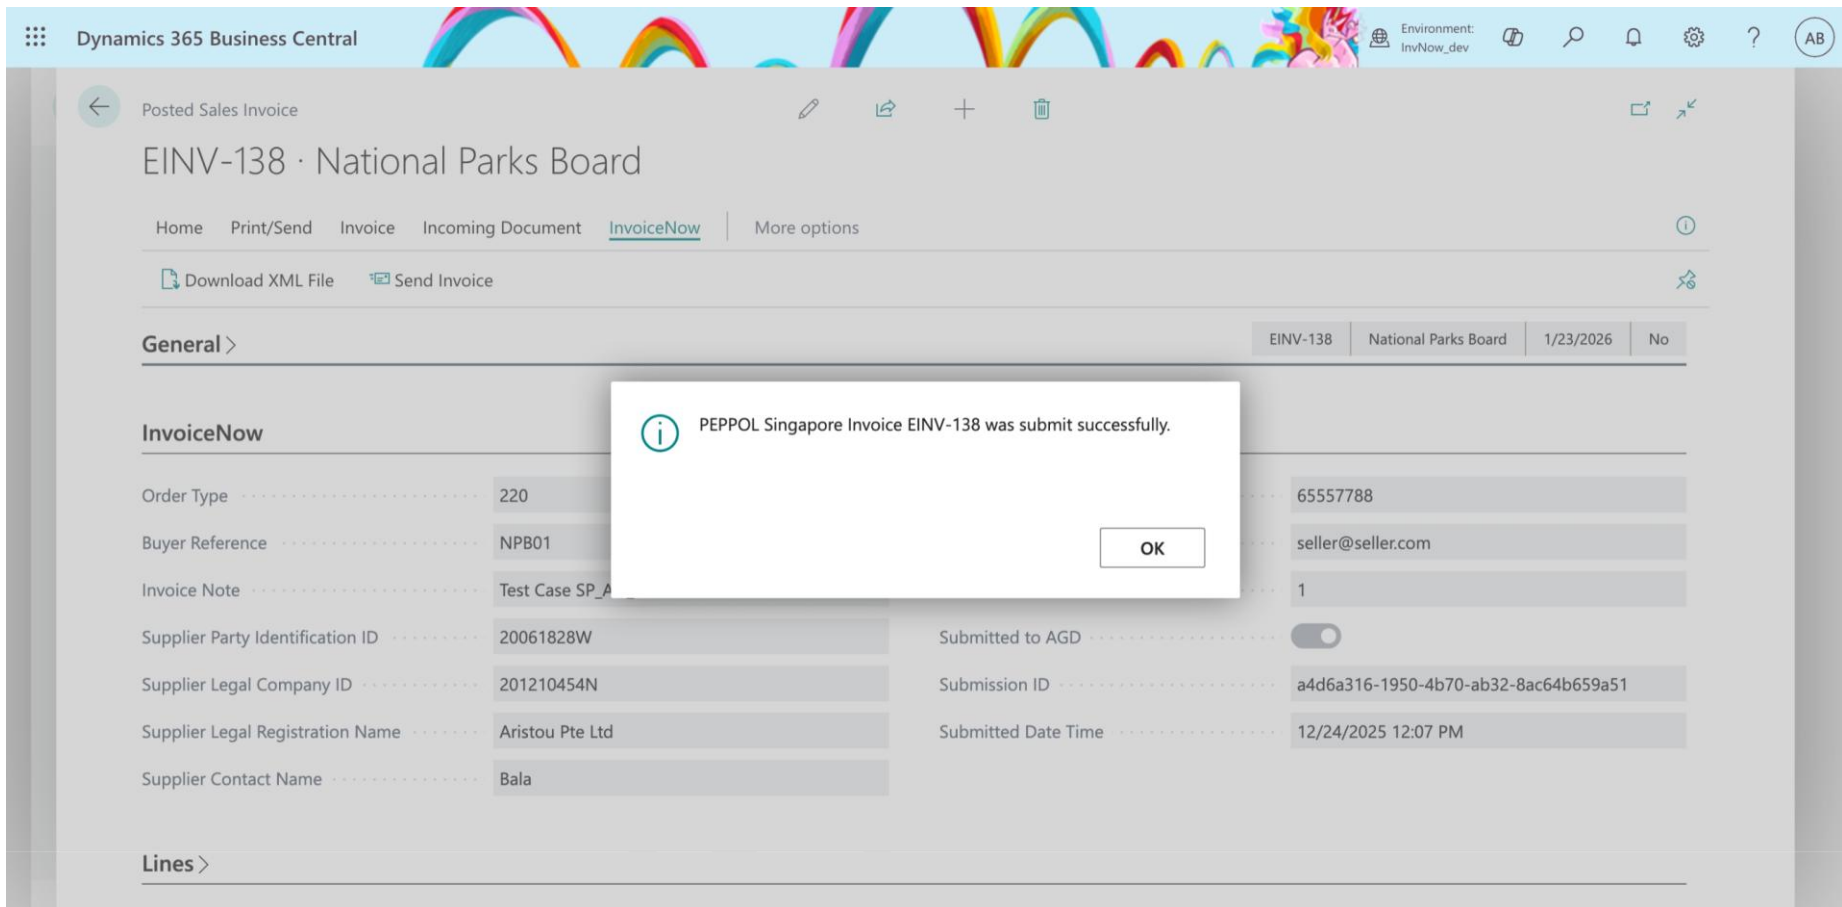 Dynamics 365 Business Central
Environment:
InvNow_dev
?
AB
Posted Sales Invoice
EINV-138 · National Parks Board
Home Print/Send Invoice Incoming Document InvoiceNow More options
Download XML File Send Invoice
General EINV-138 National Parks Board 1/23/2026 No
PEPPOL Singapore Invoice EINV-138 was submit successfully.
OK
InvoiceNow
Order Type 220 65557788
Buyer Reference NPB01 seller@seller.com
Invoice Note Test Case SP_A 1
Supplier Party Identification ID 20061828W Submitted to AGD
Supplier Legal Company ID 201210454N Submission ID a4d6a316-1950-4b70-ab32-8ac64b659a51
Supplier Legal Registration Name Aristou Pte Ltd Submitted Date Time 12/24/2025 12:07 PM
Supplier Contact Name Bala
Lines